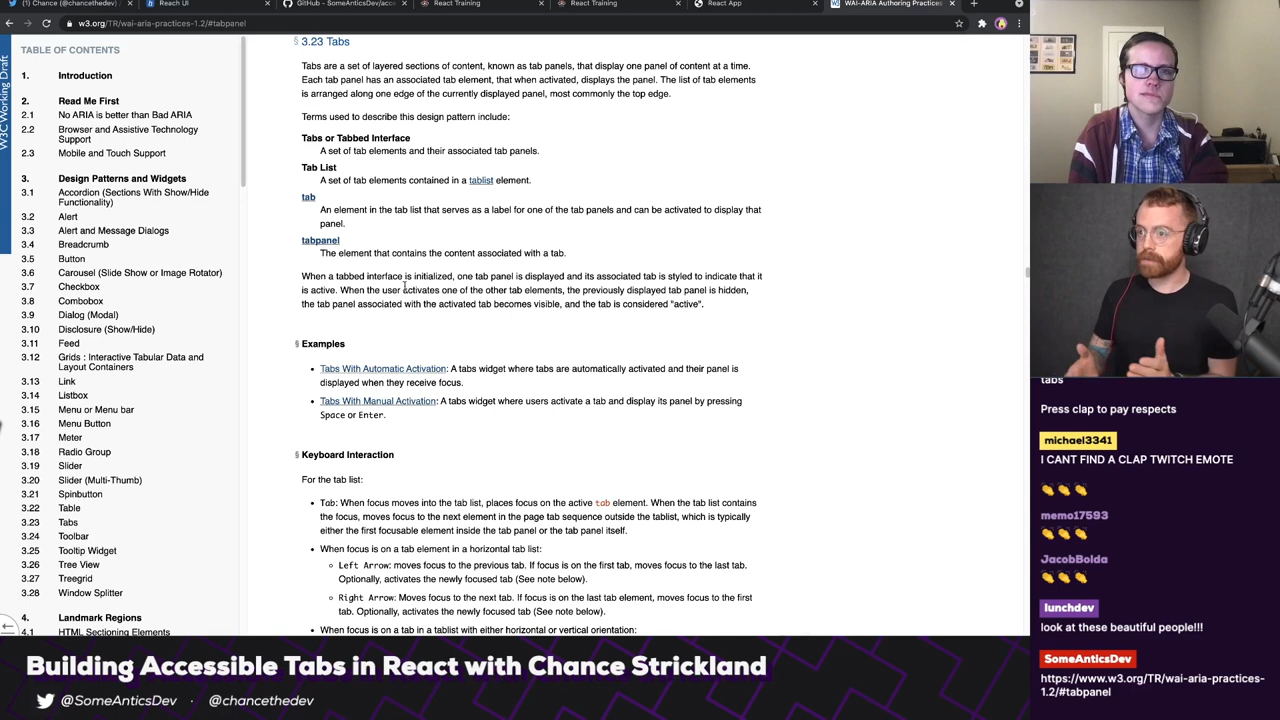 Chance (@chancethedev) /
Reach UI
GitHub - SomeAnticsDev/acce
React Training
React Training
React App
WAI-ARIA Authoring Practices
w3.org/TR/wai-aria-practices-1.2/#tabpanel
W3C Working Draft
TABLE OF CONTENTS
1. Introduction
2. Read Me First
2.1 No ARIA is better than Bad ARIA
2.2 Browser and Assistive Technology
Support
2.3 Mobile and Touch Support
3. Design Patterns and Widgets
3.1 Accordion (Sections With Show/Hide
Functionality)
3.2 Alert
3.3 Alert and Message Dialogs
3.4 Breadcrumb
3.5 Button
3.6 Carousel (Slide Show or Image Rotator)
3.7 Checkbox
3.8 Combobox
3.9 Dialog (Modal)
3.10 Disclosure (Show/Hide)
3.11 Feed
3.12 Grids : Interactive Tabular Data and
Layout Containers
3.13 Link
3.14 Listbox
3.15 Menu or Menu bar
3.16 Menu Button
3.17 Meter
3.18 Radio Group
3.19 Slider
3.20 Slider (Multi-Thumb)
3.21 Spinbutton
3.22 Table
3.23 Tabs
3.24 Toolbar
3.25 Tooltip Widget
3.26 Tree View
3.27 Treegrid
3.28 Window Splitter
4. Landmark Regions
4.1 HTML Sectioning Elements
§ 3.23 Tabs
Tabs are a set of layered sections of content, known as tab panels, that display one panel of content at a time.
Each tab panel has an associated tab element, that when activated, displays the panel. The list of tab elements
is arranged along one edge of the currently displayed panel, most commonly the top edge.
Terms used to describe this design pattern include:
Tabs or Tabbed Interface
A set of tab elements and their associated tab panels.
Tab List
A set of tab elements contained in a tablist element.
tab
An element in the tab list that serves as a label for one of the tab panels and can be activated to display that
panel.
tabpanel
The element that contains the content associated with a tab.
When a tabbed interface is initialized, one tab panel is displayed and its associated tab is styled to indicate that it
is active. When the user activates one of the other tab elements, the previously displayed tab panel is hidden,
the tab panel associated with the activated tab becomes visible, and the tab is considered "active".
§ Examples
• Tabs With Automatic Activation: A tabs widget where tabs are automatically activated and their panel is
displayed when they receive focus.
• Tabs With Manual Activation: A tabs widget where users activate a tab and display its panel by pressing
Space or Enter.
§ Keyboard Interaction
For the tab list:
• Tab: When focus moves into the tab list, places focus on the active tab element. When the tab list contains
the focus, moves focus to the next element in the page tab sequence outside the tablist, which is typically
either the first focusable element inside the tab panel or the tab panel itself.
• When focus is on a tab element in a horizontal tab list:
◦ Left Arrow: moves focus to the previous tab. If focus is on the first tab, moves focus to the last tab.
Optionally, activates the newly focused tab (See note below).
◦ Right Arrow: Moves focus to the next tab. If focus is on the last tab element, moves focus to the first
tab. Optionally, activates the newly focused tab (See note below).
• When focus is on a tab in a tablist with either horizontal or vertical orientation:
tabs
Press clap to pay respects
michael3341
I CANT FIND A CLAP TWITCH EMOTE
👏👏👏
memo17593
👏👏👏
JacobBolda
👏👏👏
lunchdev
look at these beautiful people!!!
SomeAnticsDev
https://www.w3.org/TR/wai-aria-practices-
1.2/#tabpanel
Building Accessible Tabs in React with Chance Strickland
@SomeAnticsDev · @chancethedev